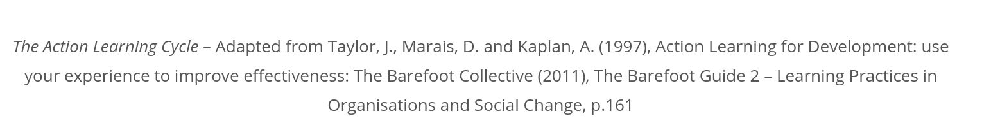 The Action Learning Cycle – Adapted from Taylor, J., Marais, D. and Kaplan, A. (1997), Action Learning for Development: use
your experience to improve effectiveness: The Barefoot Collective (2011), The Barefoot Guide 2 – Learning Practices in
Organisations and Social Change, p.161